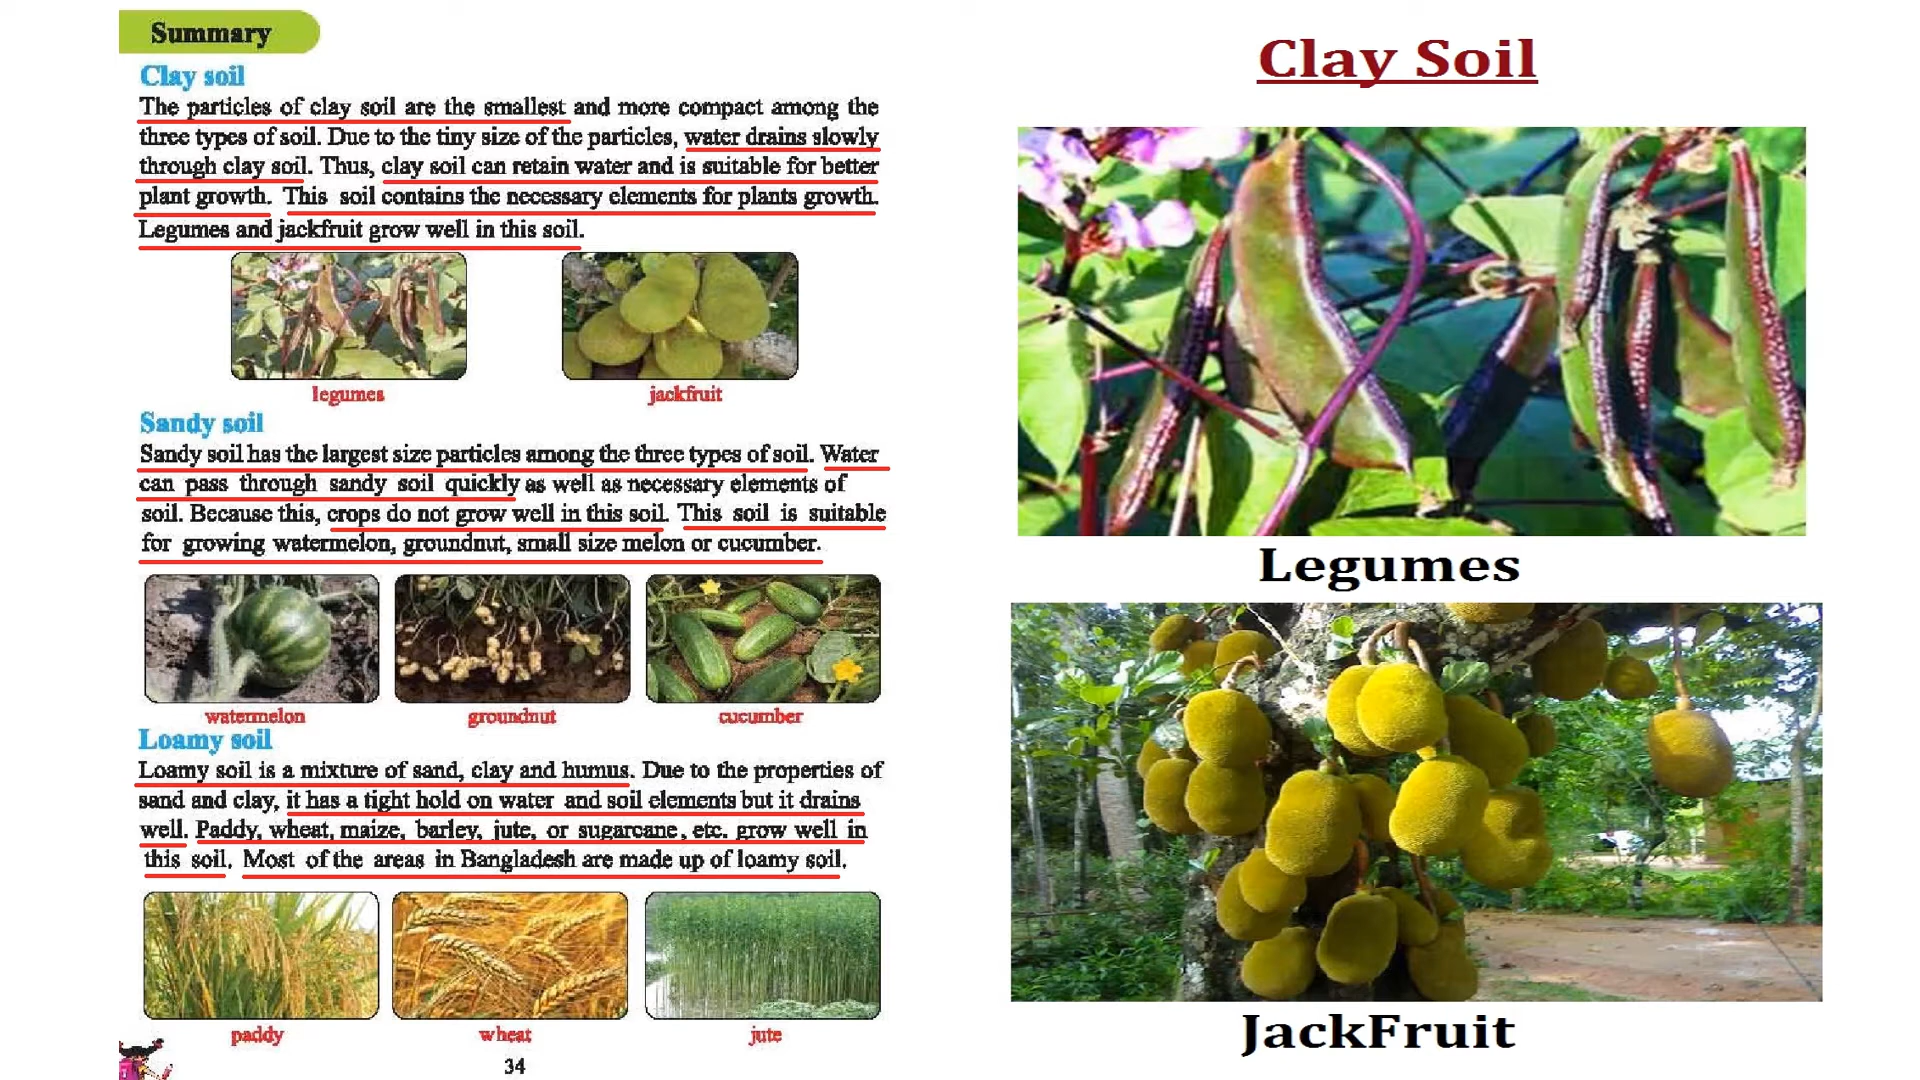 Summary
Clay soil
The particles of clay soil are the smallest and more compact among the
three types of soil. Due to the tiny size of the particles, water drains slowly
through clay soil. Thus, clay soil can retain water and is suitable for better
plant growth. This soil contains the necessary elements for plants growth.
Legumes and jackfruit grow well in this soil.
legumes
jackfruit
Sandy soil
Sandy soil has the largest size particles among the three types of soil. Water
can pass through sandy soil quickly as well as necessary elements of
soil. Because this, crops do not grow well in this soil. This soil is suitable
for growing watermelon, groundnut, small size melon or cucumber.
watermelon
groundnut
cucumber
Loamy soil
Loamy soil is a mixture of sand, clay and humus. Due to the properties of
sand and clay, it has a tight hold on water and soil elements but it drains
well. Paddy, wheat, maize, barley, jute, or sugarcane, etc. grow well in
this soil. Most of the areas in Bangladesh are made up of loamy soil.
paddy
wheat
jute
34
Clay Soil
Legumes
JackFruit